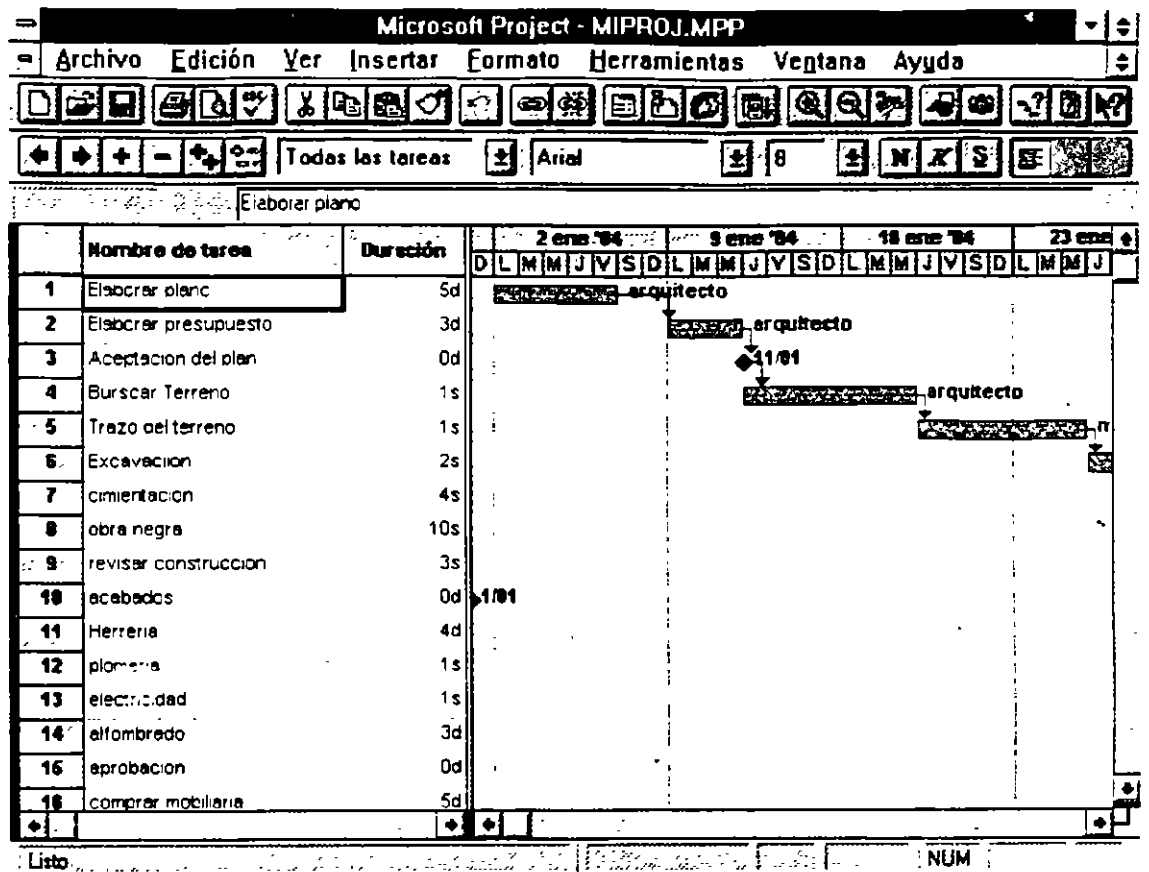 Microsoft Project - MIPROJ.MPP
Archivo Edición Ver Insertar Formato Herramientas Ventana Ayuda
Todas las tareas Arial 8 N K S
Elaborar plano
Nombre de tarea Duración 2 ene '84 9 ene '84 16 ene '84 23 ene
D L M M J V S D L M M J V S D L M M J V S D L M M J
1 Elaborar plano 5d arquitecto
2 Elaborar presupuesto 3d arquitecto
3 Aceptacion del plan 0d 11/01
4 Burscar Terreno 1s arquitecto
5 Trazo del terreno 1s
6 Excavaciion 2s
7 cimientacion 4s
8 obra negra 10s
9 revisar construccion 3s
10 acabados 0d 1/01
11 Herreria 4d
12 plomeria 1s
13 electricidad 1s
14 alfombrado 3d
15 aprobacion 0d
16 comprar mobiliaria 5d
Listo NUM